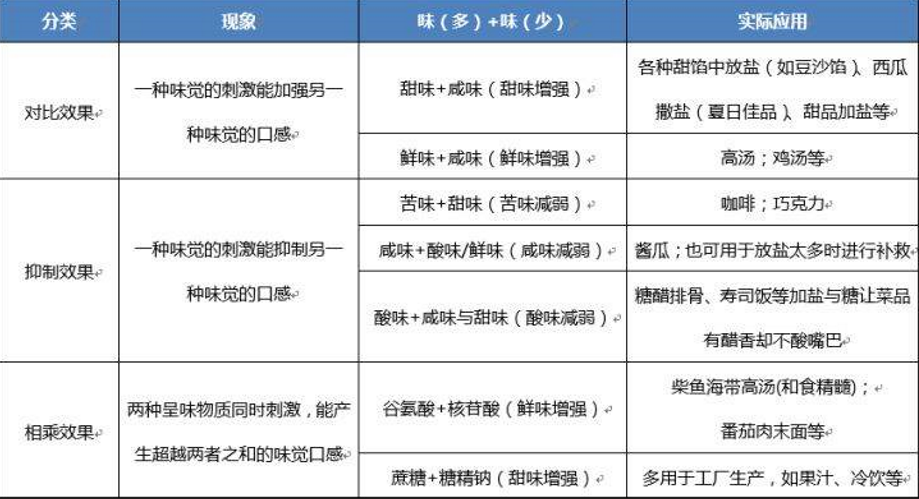 分类
现象
味（多）+味（少）
实际应用
对比效果
一种味觉的刺激能加强另一
种味觉的口感
甜味+咸味（甜味增强）
各种甜馅中放盐（如豆沙馅）、西瓜
撒盐（夏日佳品）、甜品加盐等
鲜味+咸味（鲜味增强）
高汤；鸡汤等
抑制效果
一种味觉的刺激能抑制另一
种味觉的口感
苦味+甜味（苦味减弱）
咖啡；巧克力
咸味+酸味/鲜味（咸味减弱）
酱瓜；也可用于放盐太多时进行补救
酸味+咸味与甜味（酸味减弱）
糖醋排骨、寿司饭等加盐与糖让菜品
有醋香却不酸嘴巴
相乘效果
两种呈味物质同时刺激，能产
生超越两者之和的味觉口感
谷氨酸+核苷酸（鲜味增强）
柴鱼海带高汤(和食精髓)；
番茄肉末面等
蔗糖+糖精钠（甜味增强）
多用于工厂生产，如果汁、冷饮等